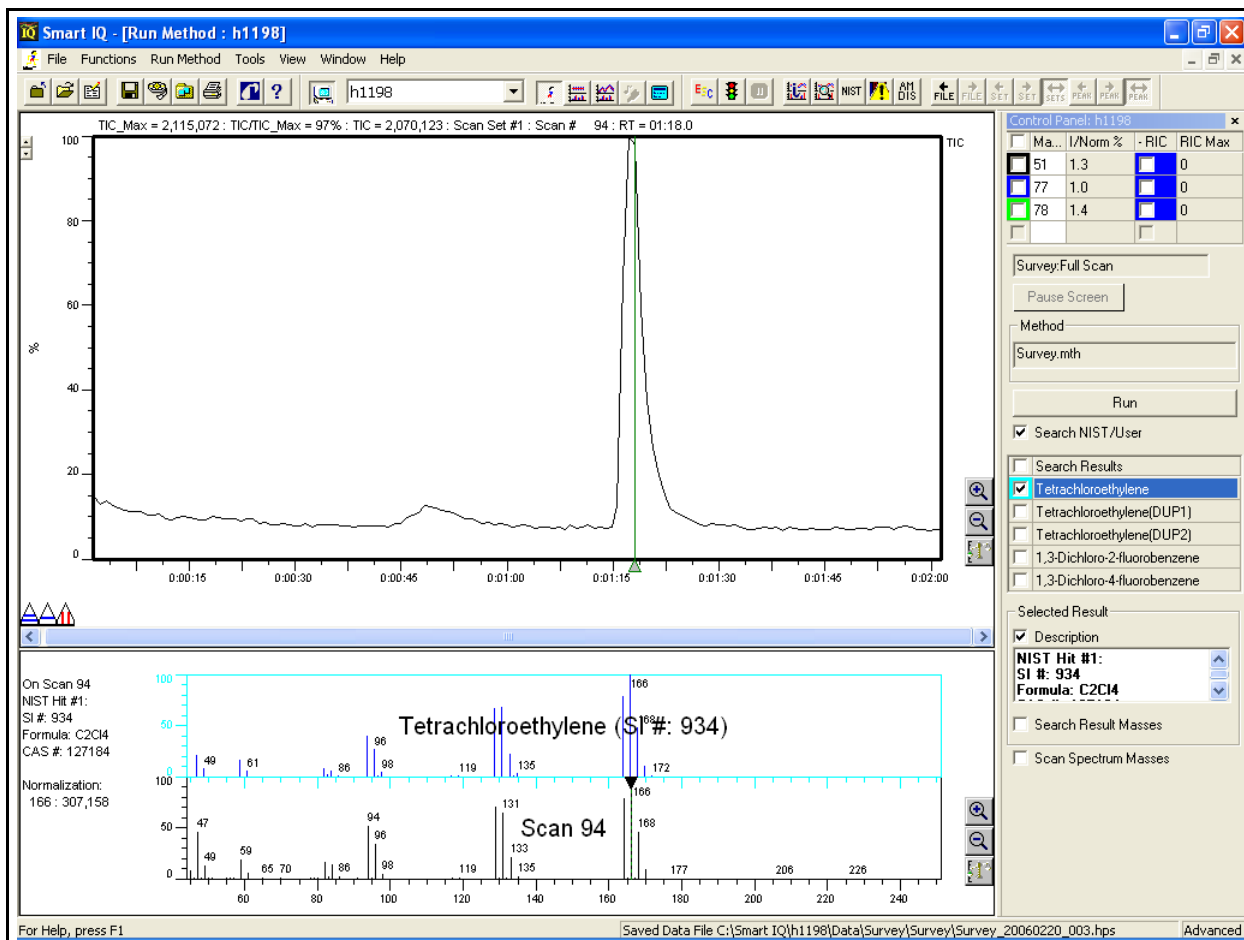 Smart IQ - [Run Method : h1198]
File Functions Run Method Tools View Window Help
h1198
NIST
AM DIS
FILE FILE SET SET SETS PEAK PEAK PEAK
TIC_Max = 2,115,072 : TIC/TIC_Max = 97% : TIC = 2,070,123 : Scan Set #1 : Scan # 94 : RT = 01:18.0
TIC
100
80
60
%
40
20
0
0:00:15 0:00:30 0:00:45 0:01:00 0:01:15 0:01:30 0:01:45 0:02:00
On Scan 94
NIST Hit #1:
SI #: 934
Formula: C2Cl4
CAS #: 127184
Normalization:
166 : 307,158
100
50
0
Tetrachloroethylene (SI #: 934)
49 61 86 96 98 119 135 166 168 172
100
50
0
Scan 94
47 49 59 65 70 86 94 96 98 119 131 133 135 166 168 177 206 226
60 80 100 120 140 160 180 200 220 240
Control Panel: h1198
Ma... I/Norm % - RIC RIC Max
51 1.3 0
77 1.0 0
78 1.4 0
Survey:Full Scan
Pause Screen
Method
Survey.mth
Run
Search NIST/User
Search Results
Tetrachloroethylene
Tetrachloroethylene(DUP1)
Tetrachloroethylene(DUP2)
1,3-Dichloro-2-fluorobenzene
1,3-Dichloro-4-fluorobenzene
Selected Result
Description
NIST Hit #1:
SI #: 934
Formula: C2Cl4
Search Result Masses
Scan Spectrum Masses
For Help, press F1
Saved Data File C:\Smart IQ\h1198\Data\Survey\Survey\Survey_20060220_003.hps
Advanced